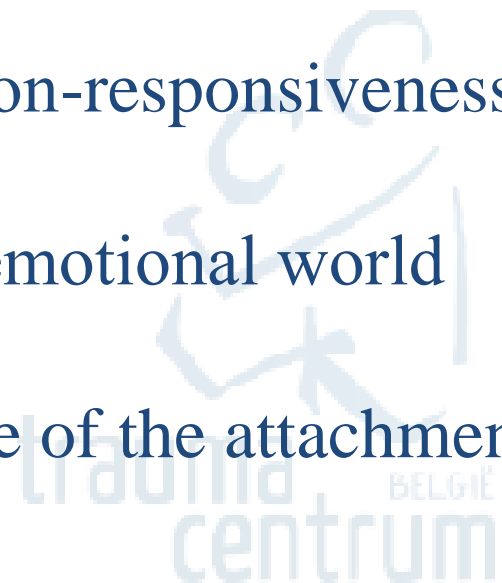 on-responsiveness
emotional world
e of the attachmen
trauma
BELGIË
centrum